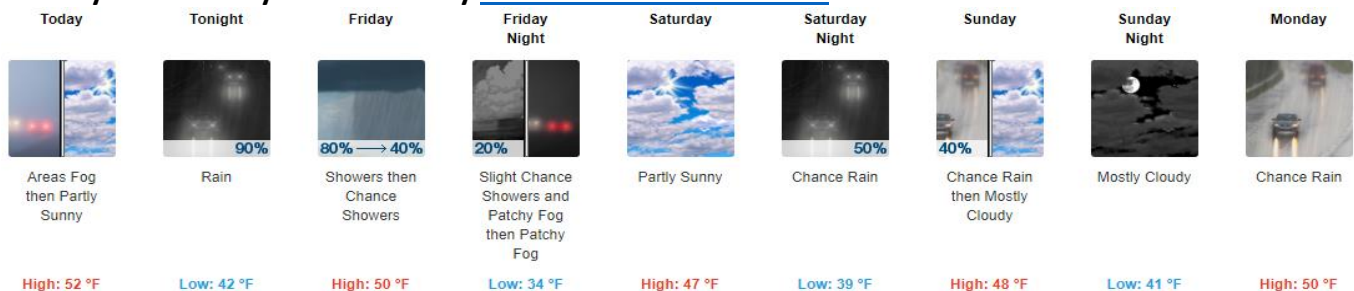 Today
Tonight
Friday
Friday
Night
Saturday
Saturday
Night
Sunday
Sunday
Night
Monday
90%
80% → 40%
20%
50%
40%
Areas Fog
then Partly
Sunny
Rain
Showers then
Chance
Showers
Slight Chance
Showers and
Patchy Fog
then Patchy
Fog
Partly Sunny
Chance Rain
Chance Rain
then Mostly
Cloudy
Mostly Cloudy
Chance Rain
High: 52 °F
Low: 42 °F
High: 50 °F
Low: 34 °F
High: 47 °F
Low: 39 °F
High: 48 °F
Low: 41 °F
High: 50 °F